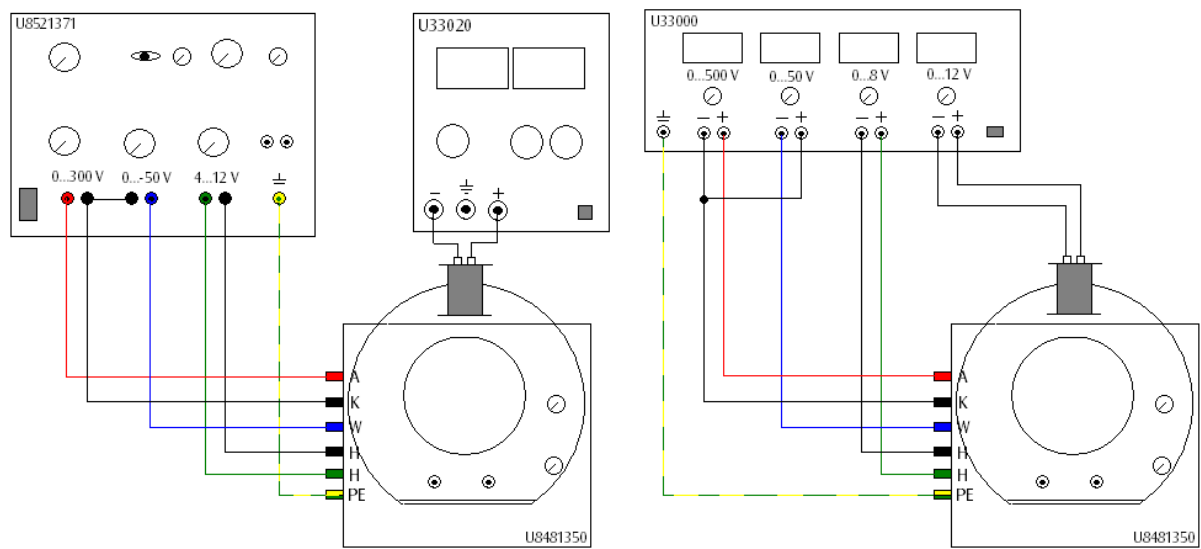 U8521371
0...300 V 0...-50 V 4...12 V
U33020
− +
A
K
W
H
H
PE
U8481350
U33000
0...500 V 0...50 V 0...8 V 0...12 V
− + − + − + − +
A
K
W
H
H
PE
U8481350